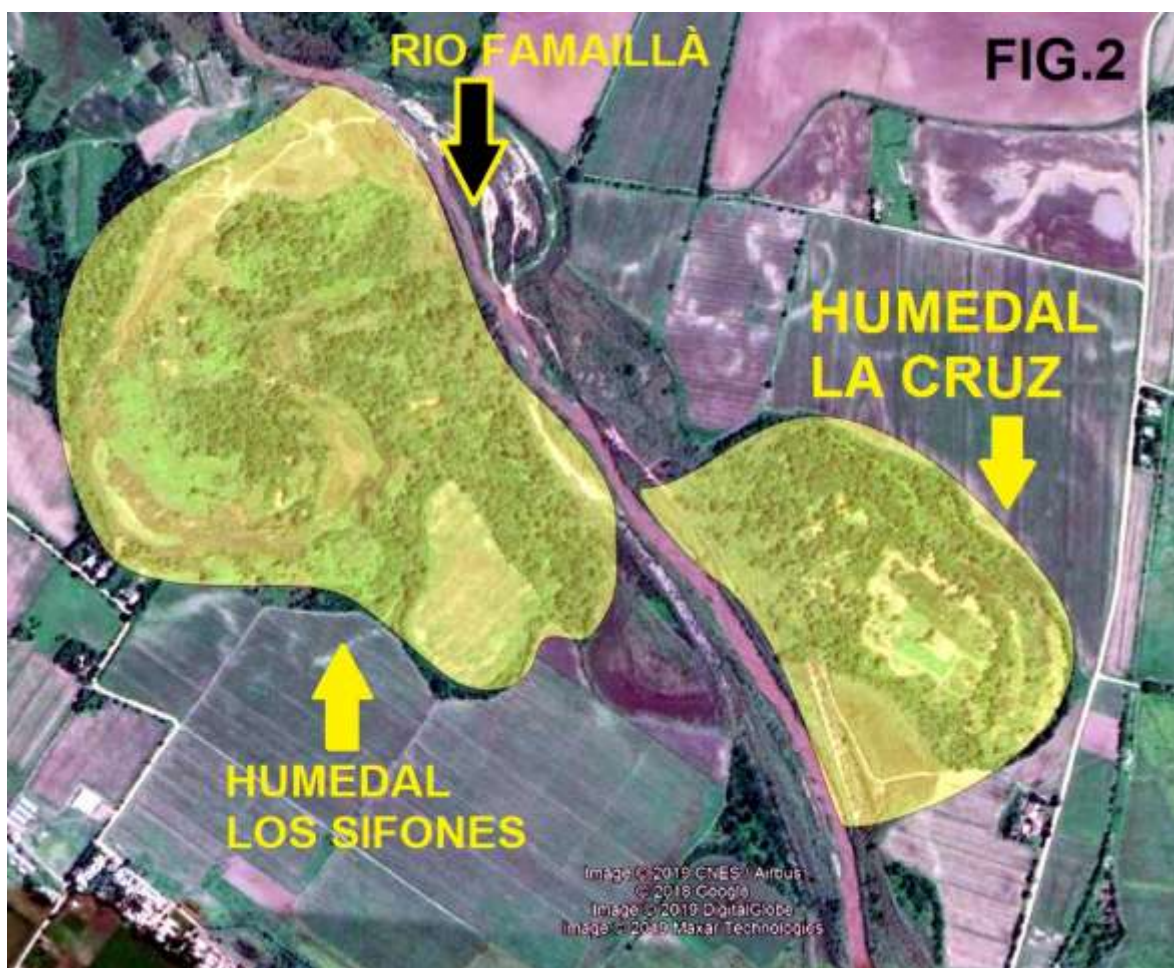 RIO FAMAILLÀ
FIG.2
HUMEDAL
LA CRUZ
HUMEDAL
LOS SIFONES
Image © 2019 CNES / Airbus
© 2018 Google
Image © 2019 DigitalGlobe
Image © 2019 Maxar Technologies